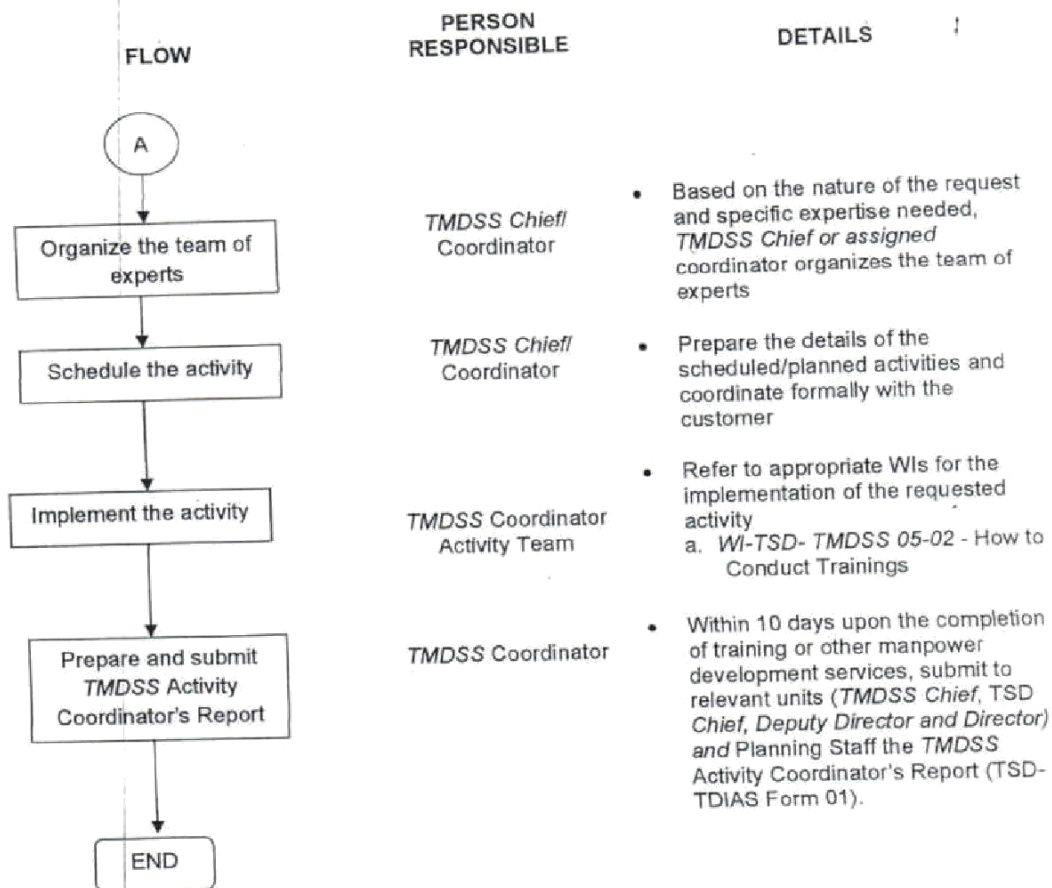 FLOW
PERSON
RESPONSIBLE
DETAILS
A
Organize the team of
experts
TMDSS Chief/
Coordinator
• Based on the nature of the request
and specific expertise needed,
TMDSS Chief or assigned
coordinator organizes the team of
experts
Schedule the activity
TMDSS Chief/
Coordinator
• Prepare the details of the
scheduled/planned activities and
coordinate formally with the
customer
Implement the activity
TMDSS Coordinator
Activity Team
• Refer to appropriate WIs for the
implementation of the requested
activity
a. WI-TSD- TMDSS 05-02 - How to
Conduct Trainings
Prepare and submit
TMDSS Activity
Coordinator's Report
TMDSS Coordinator
• Within 10 days upon the completion
of training or other manpower
development services, submit to
relevant units (TMDSS Chief, TSD
Chief, Deputy Director and Director)
and Planning Staff the TMDSS
Activity Coordinator's Report (TSD-
TDIAS Form 01).
END